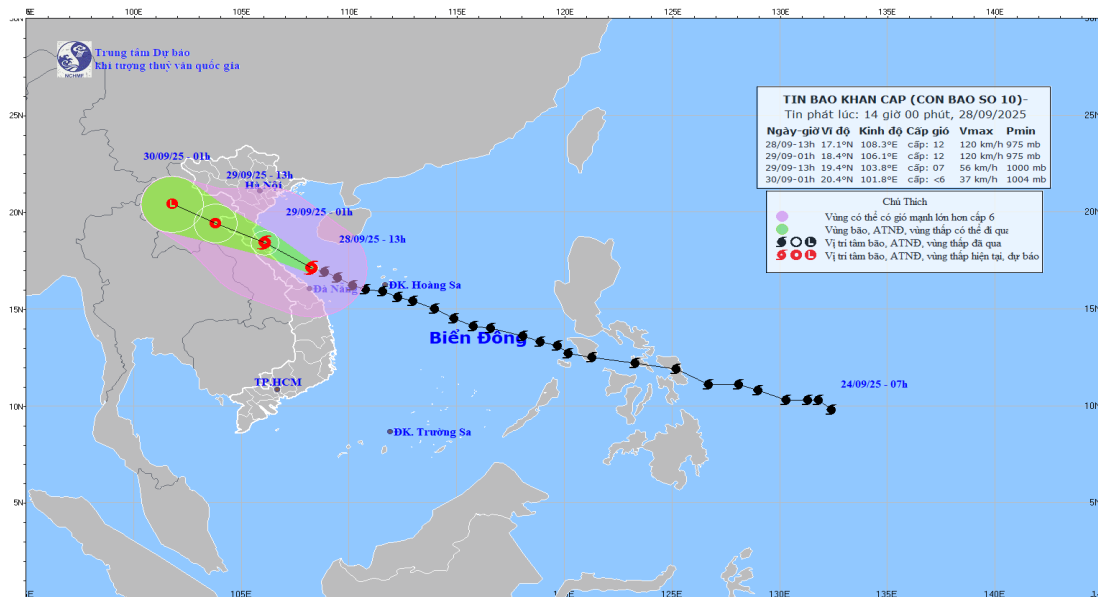 E
100E
105E
110E
115E
120E
125E
130E
135E
140E
Trung tâm Dự báo
khí tượng thuỷ văn quốc gia
NCHMF
25N
20N
15N
10N
5N
TIN BAO KHAN CAP (CON BAO SO 10)-
Tin phát lúc: 14 giờ 00 phút, 28/09/2025
Ngày-giờ Vĩ độ Kinh độ Cấp gió Vmax Pmin
28/09-13h 17.1°N 108.3°E cấp: 12 120 km/h 975 mb
29/09-01h 18.4°N 106.1°E cấp: 12 120 km/h 975 mb
29/09-13h 19.4°N 103.8°E cấp: 07 56 km/h 1000 mb
30/09-01h 20.4°N 101.8°E cấp: <6 37 km/h 1004 mb
Chú Thích
Vùng có thể có gió mạnh lớn hơn cấp 6
Vùng bão, ATNĐ, vùng thấp có thể đi qua
L Vị trí tâm bão, ATNĐ, vùng thấp đã qua
L Vị trí tâm bão, ATNĐ, vùng thấp hiện tại, dự báo
30/09/25 - 01h
29/09/25 - 13h
Hà Nội
29/09/25 - 01h
28/09/25 - 13h
L
Đà Nẵng
ĐK. Hoàng Sa
Biển Đông
TP.HCM
24/09/25 - 07h
ĐK. Trường Sa
105E
110E
115E
120E
125E
130E
135E
140E